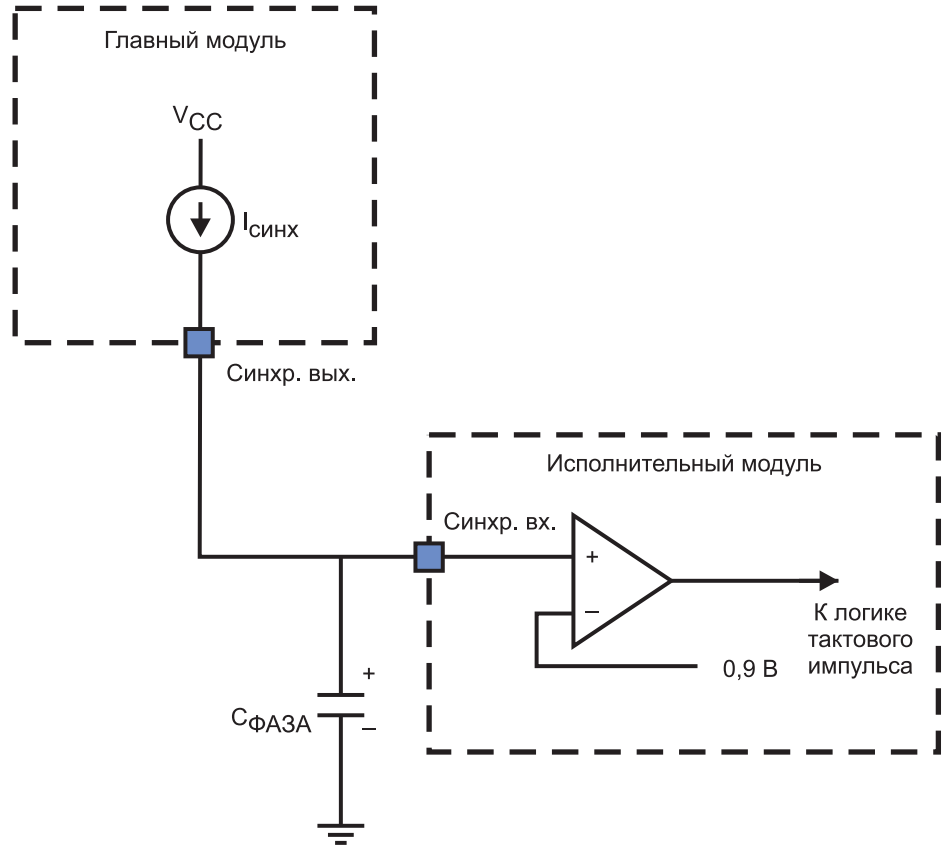 Главный модуль
VCC
IСИНХ
Синхр. вых.
Исполнительный модуль
Синхр. вх.
+
–
К логике
тактового
импульса
0,9 В
+
CФАЗА
–